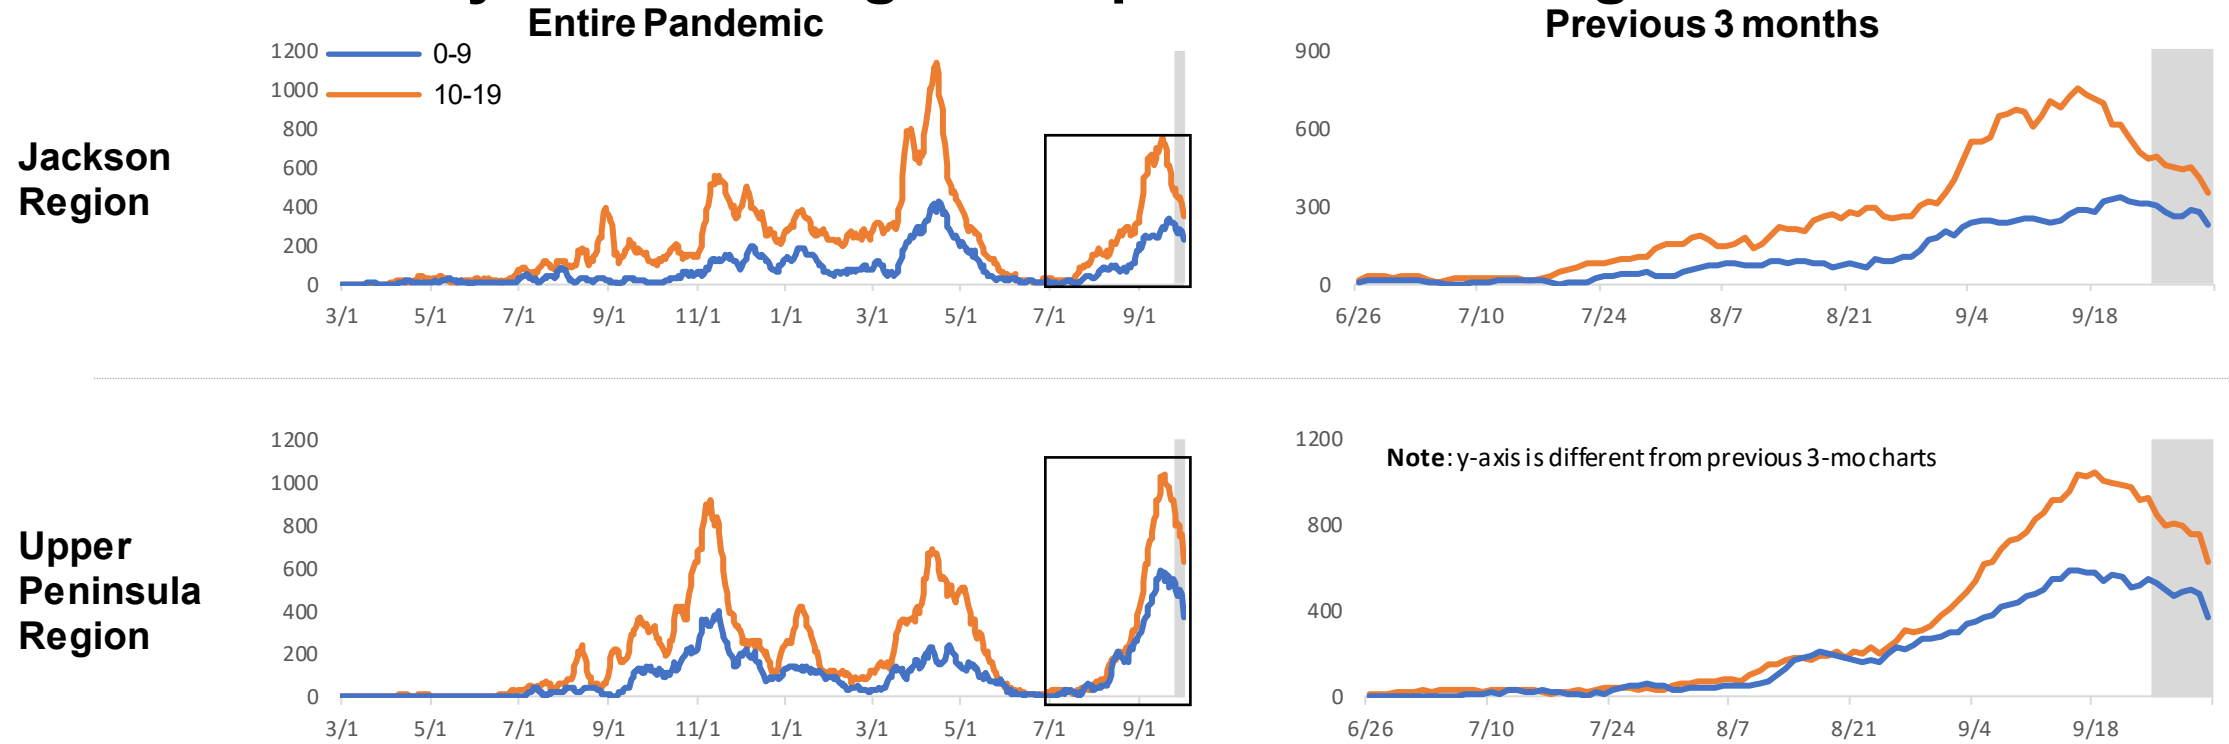 Entire Pandemic
Previous 3 months
Jackson
Region
1200
1000
800
600
400
200
0
0-9
10-19
3/1 5/1 7/1 9/1 11/1 1/1 3/1 5/1 7/1 9/1
900
600
300
0
6/26 7/10 7/24 8/7 8/21 9/4 9/18
Upper
Peninsula
Region
1200
1000
800
600
400
200
0
3/1 5/1 7/1 9/1 11/1 1/1 3/1 5/1 7/1 9/1
1200
800
400
0
Note: y-axis is different from previous 3-mo charts
6/26 7/10 7/24 8/7 8/21 9/4 9/18